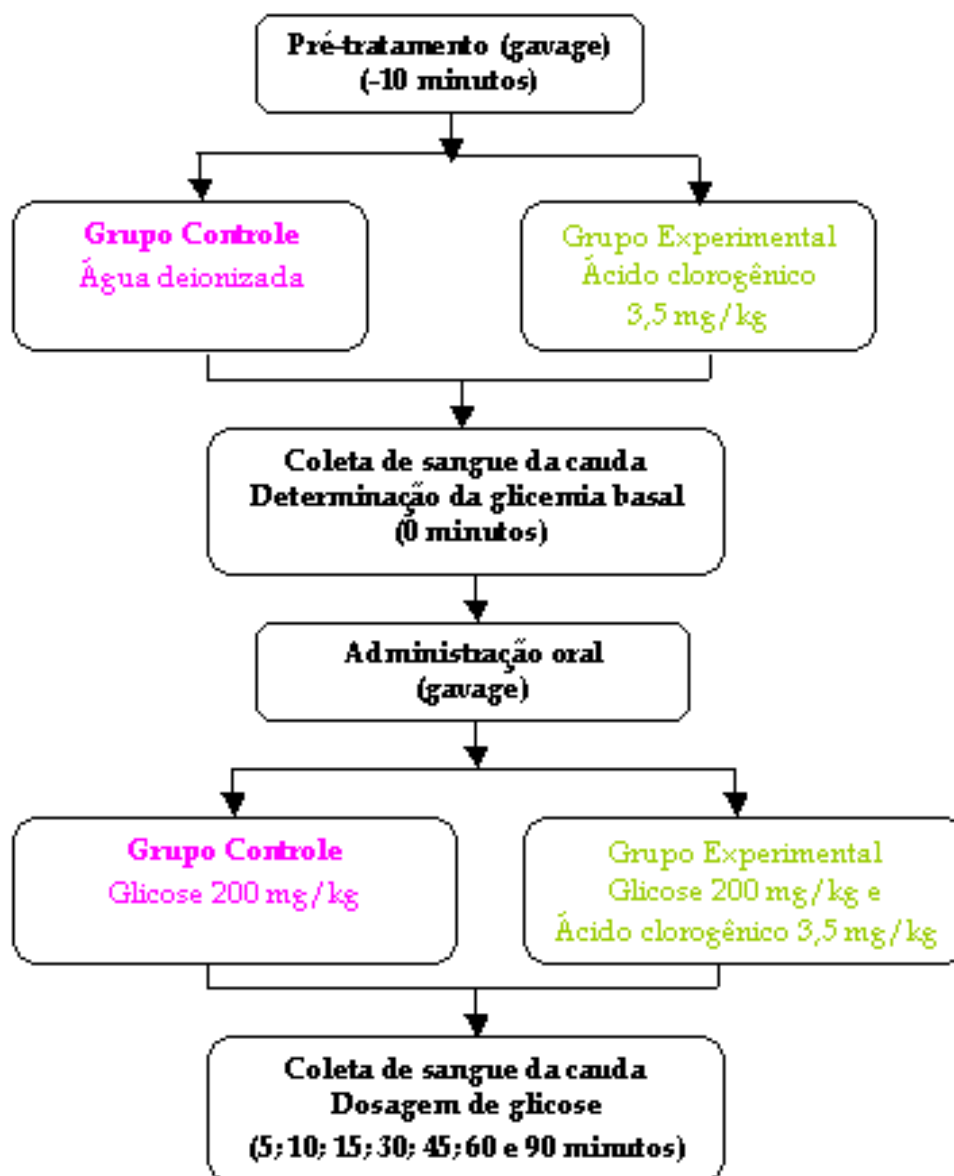 Pré-tratamento (gavage)
(-10 minutos)
Grupo Controle
Água deionizada
Grupo Experimental
Ácido clorogênico
3,5 mg/kg
Coleta de sangue da cauda
Determinação da glicemia basal
(0 minutos)
Administração oral
(gavage)
Grupo Controle
Glicose 200 mg/kg
Grupo Experimental
Glicose 200 mg/kg e
Ácido clorogênico 3,5 mg/kg
Coleta de sangue da cauda
Dosagem de glicose
(5; 10; 15; 30; 45; 60 e 90 minutos)